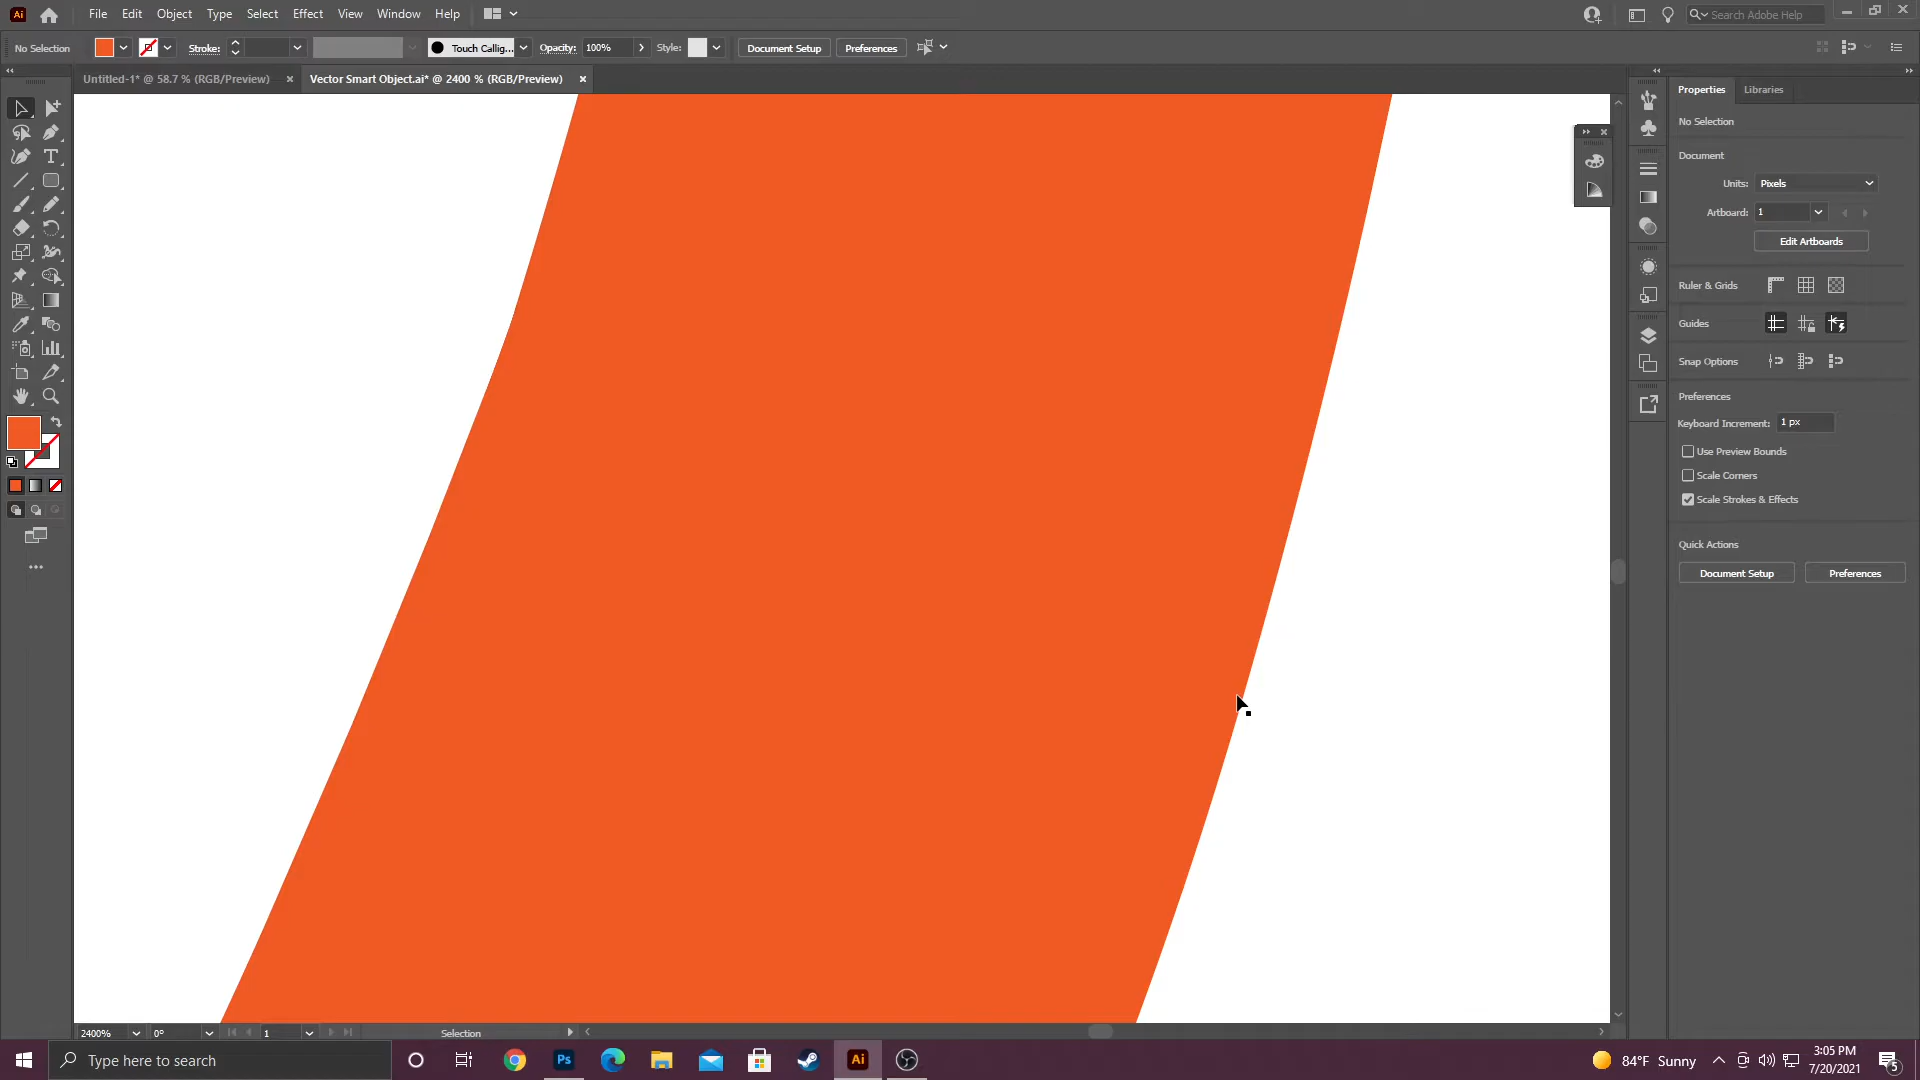 Ai File Edit Object Type Select Effect View Window Help Search Adobe Help
No Selection Stroke: Touch Callig... Opacity: 100% Style: Document Setup Preferences
Untitled-1* @ 58.7 % (RGB/Preview) Vector Smart Object.ai* @ 2400 % (RGB/Preview)
Properties Libraries
No Selection
Document
Units: Pixels
Artboard: 1
Edit Artboards
Ruler & Grids
Guides
Snap Options
Preferences
Keyboard Increment: 1 px
Use Preview Bounds
Scale Corners
Scale Strokes & Effects
Quick Actions
Document Setup Preferences
2400% 0° 1 Selection
Type here to search Ps Ai 84°F Sunny 3:05 PM
7/20/2021 5